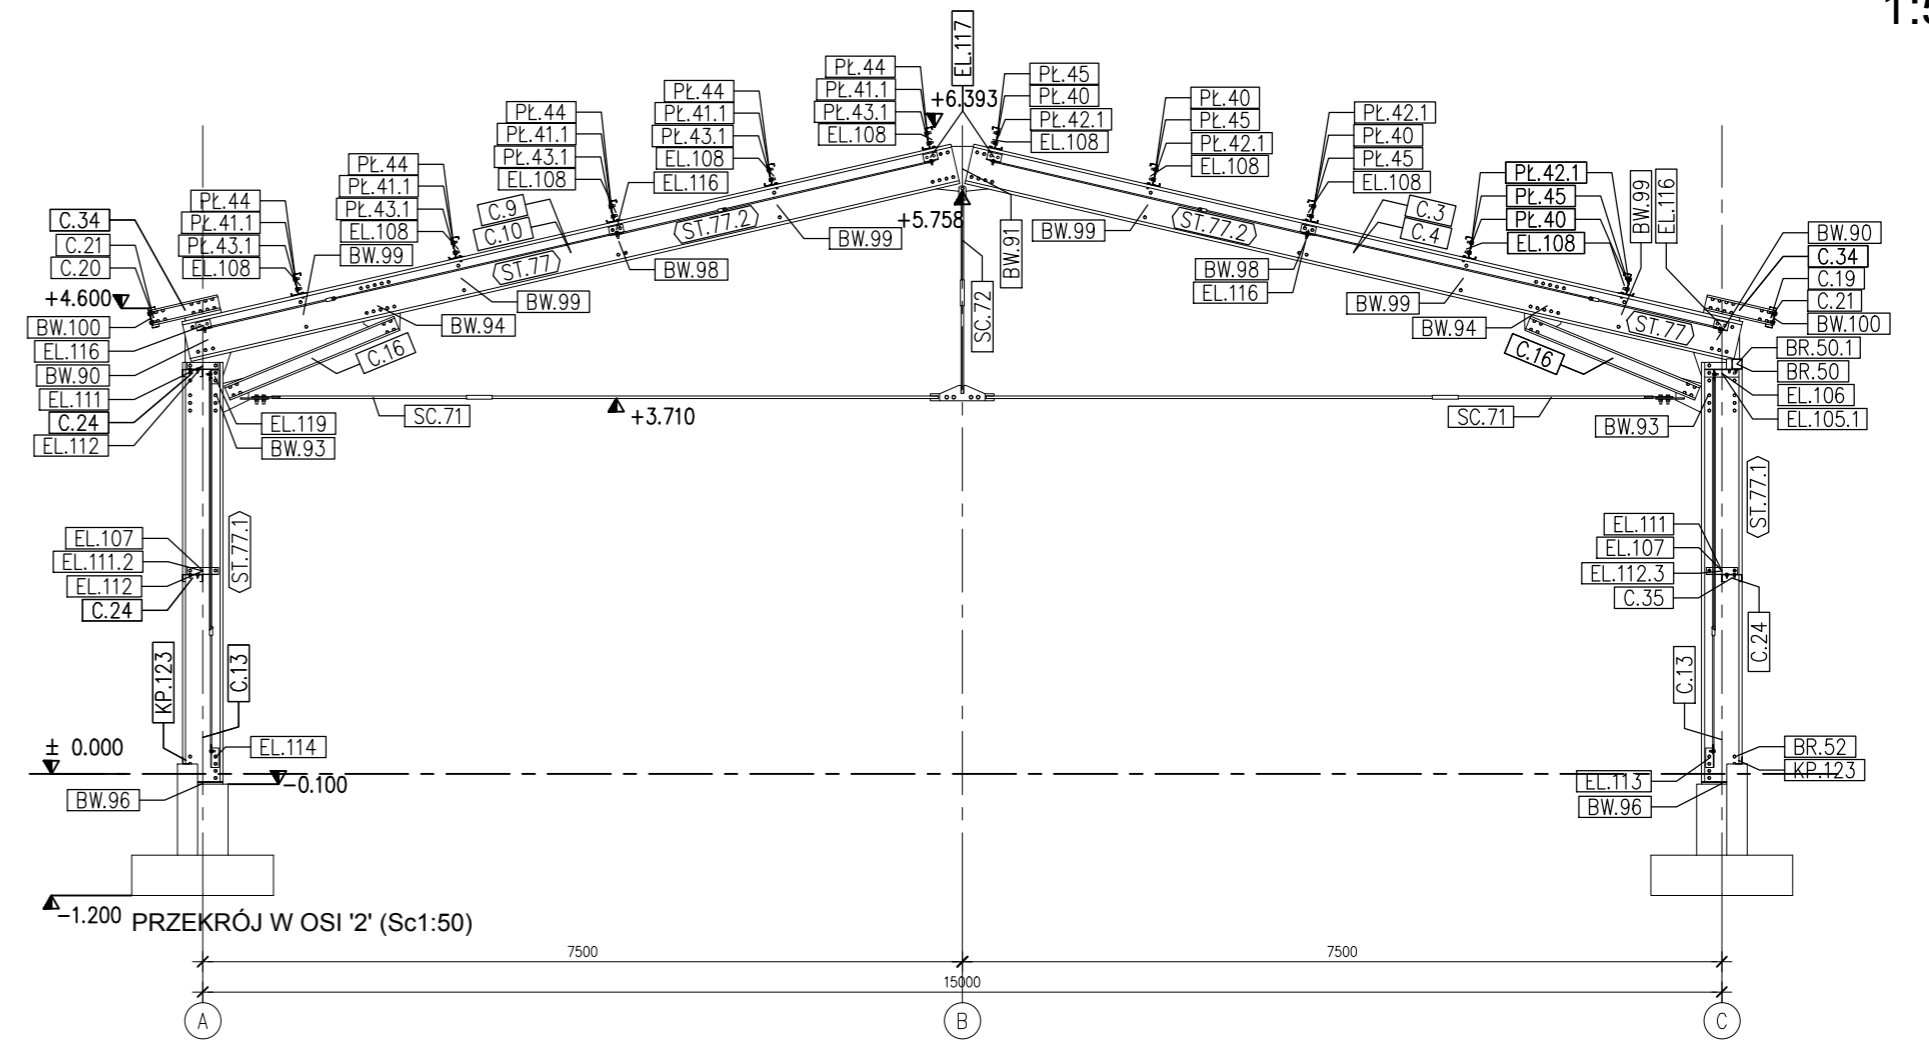 1:5
EL.117
PŁ.44
PŁ.41.1
PŁ.43.1
EL.108
+6.393
PŁ.45
PŁ.40
PŁ.42.1
EL.108
PŁ.44
PŁ.41.1
PŁ.43.1
EL.108
EL.116
PŁ.40
PŁ.45
PŁ.42.1
EL.108
PŁ.44
PŁ.41.1
PŁ.43.1
EL.108
PŁ.42.1
PŁ.40
PŁ.45
EL.108
PŁ.44
PŁ.41.1
PŁ.43.1
EL.108
BW.99
PŁ.42.1
PŁ.45
PŁ.40
EL.108
PŁ.44
PŁ.41.1
PŁ.43.1
EL.108
BW.99
EL.116
C.34
C.21
C.20
+4.600
BW.100
EL.116
BW.90
EL.111
C.24
EL.112
C.9
C.10
ST.77.2
ST.77
BW.99
BW.98
BW.99
BW.94
C.16
+5.758
BW.91
SC.72
BW.99
ST.77.2
C.3
C.4
BW.98
EL.116
BW.99
BW.94
ST.77
C.16
BW.90
C.34
C.19
C.21
BW.100
BR.50.1
BR.50
EL.106
EL.105.1
EL.119
BW.93
SC.71
+3.710
SC.71
BW.93
EL.107
EL.111.2
EL.112
C.24
ST.77.1
EL.111
EL.107
EL.112.3
C.35
ST.77.1
C.24
KP.123
C.13
C.13
± 0.000
EL.114
-0.100
BW.96
BR.52
KP.123
EL.113
BW.96
-1.200
PRZEKRÓJ W OSI '2' (Sc1:50)
7500
7500
15000
A
B
C